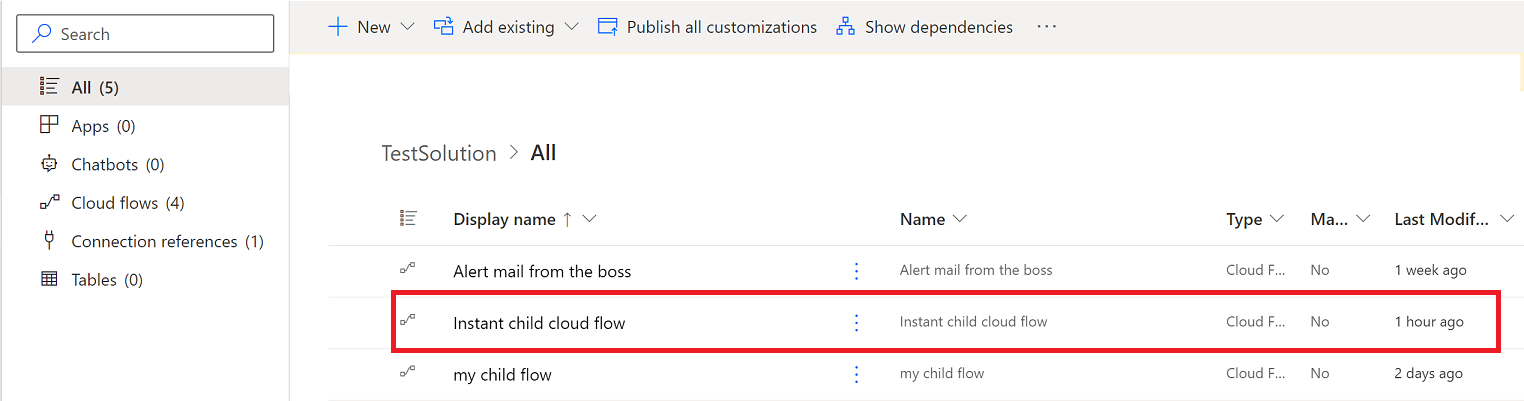 Search
All (5)
Apps (0)
Chatbots (0)
Cloud flows (4)
Connection references (1)
Tables (0)
New Add existing Publish all customizations Show dependencies ...
TestSolution > All
Display name ↑ Name Type Ma... Last Modif...
Alert mail from the boss Alert mail from the boss Cloud F... No 1 week ago
Instant child cloud flow Instant child cloud flow Cloud F... No 1 hour ago
my child flow my child flow Cloud F... No 2 days ago